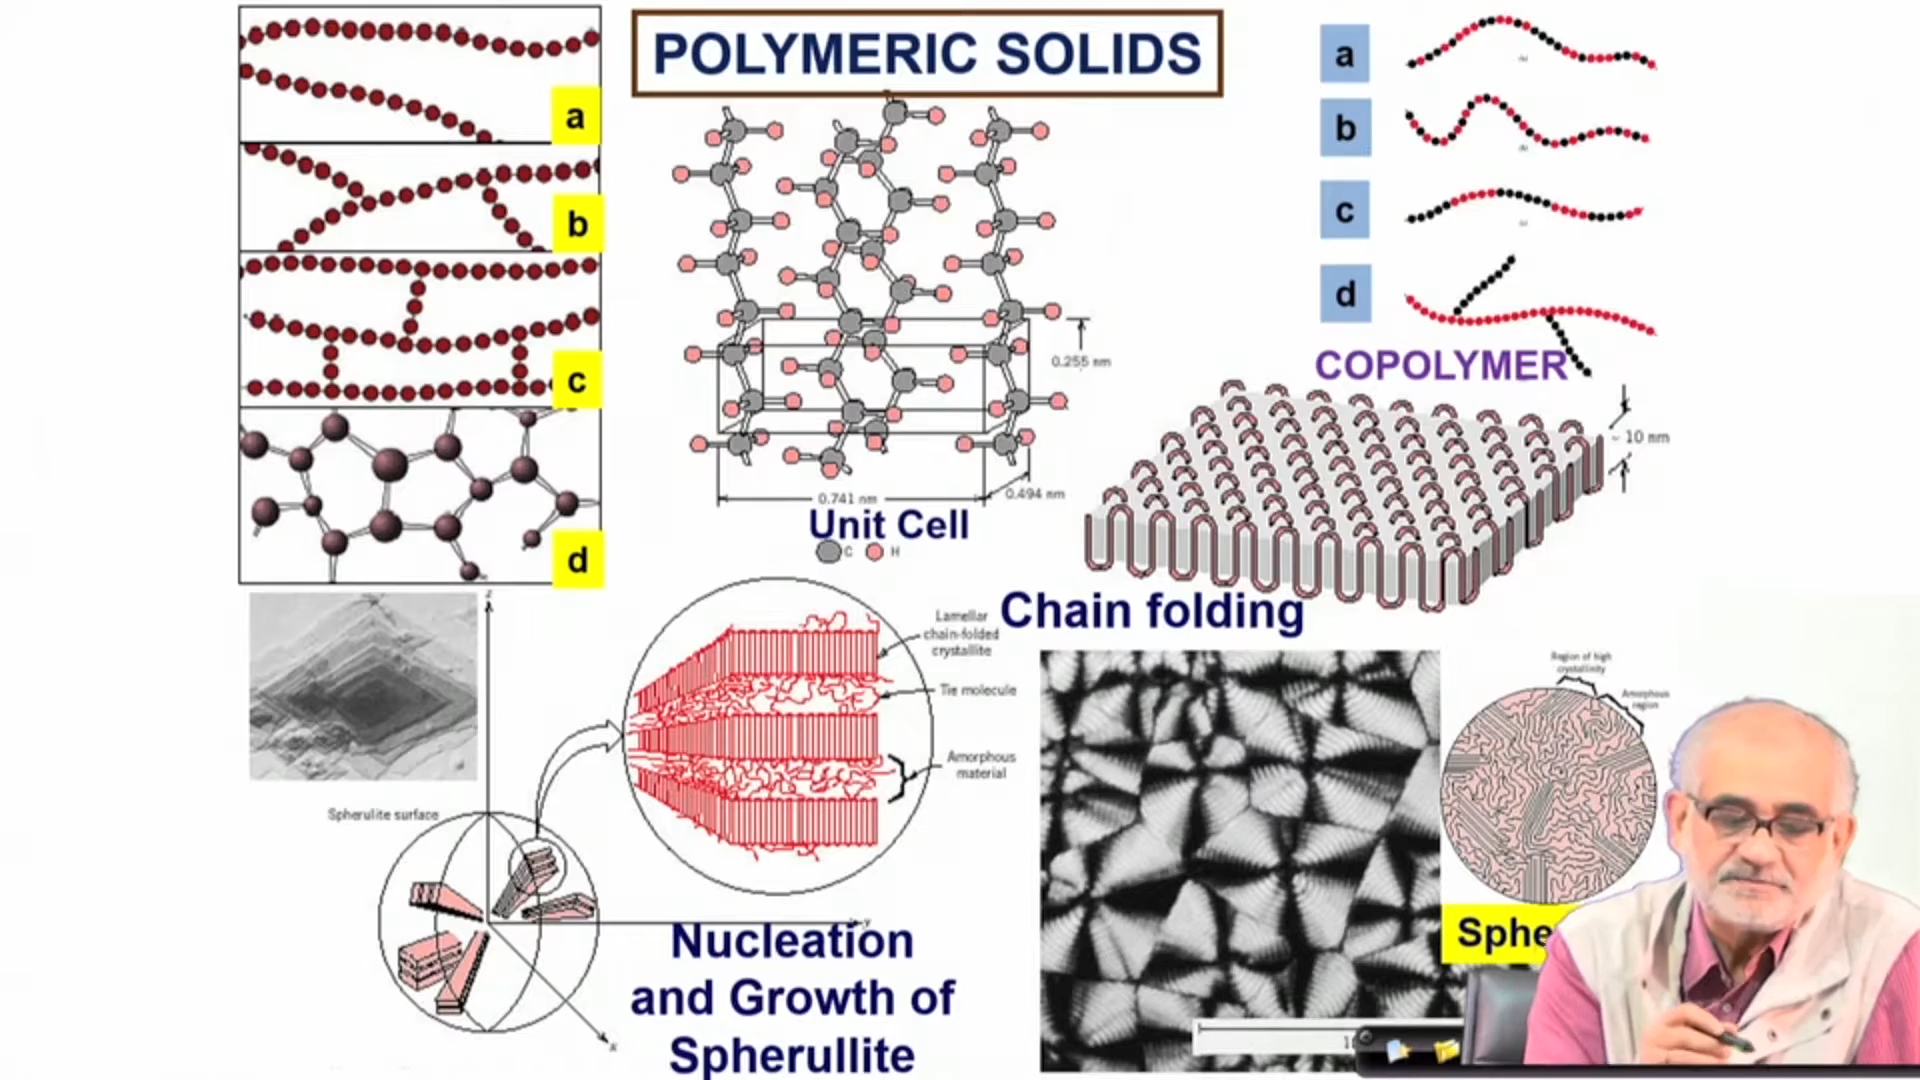 POLYMERIC SOLIDS
a
b
c
d
0.255 nm
0.741 nm
0.494 nm
Unit Cell
C
H
a
b
c
d
COPOLYMER
~ 10 nm
Chain folding
Lamellar
chain-folded
crystallite
Tie molecule
Amorphous
material
Spherulite surface
z
y
x
Nucleation
and Growth of
Spherullite
Region of high
crystallinity
Amorphous
region
Sphe